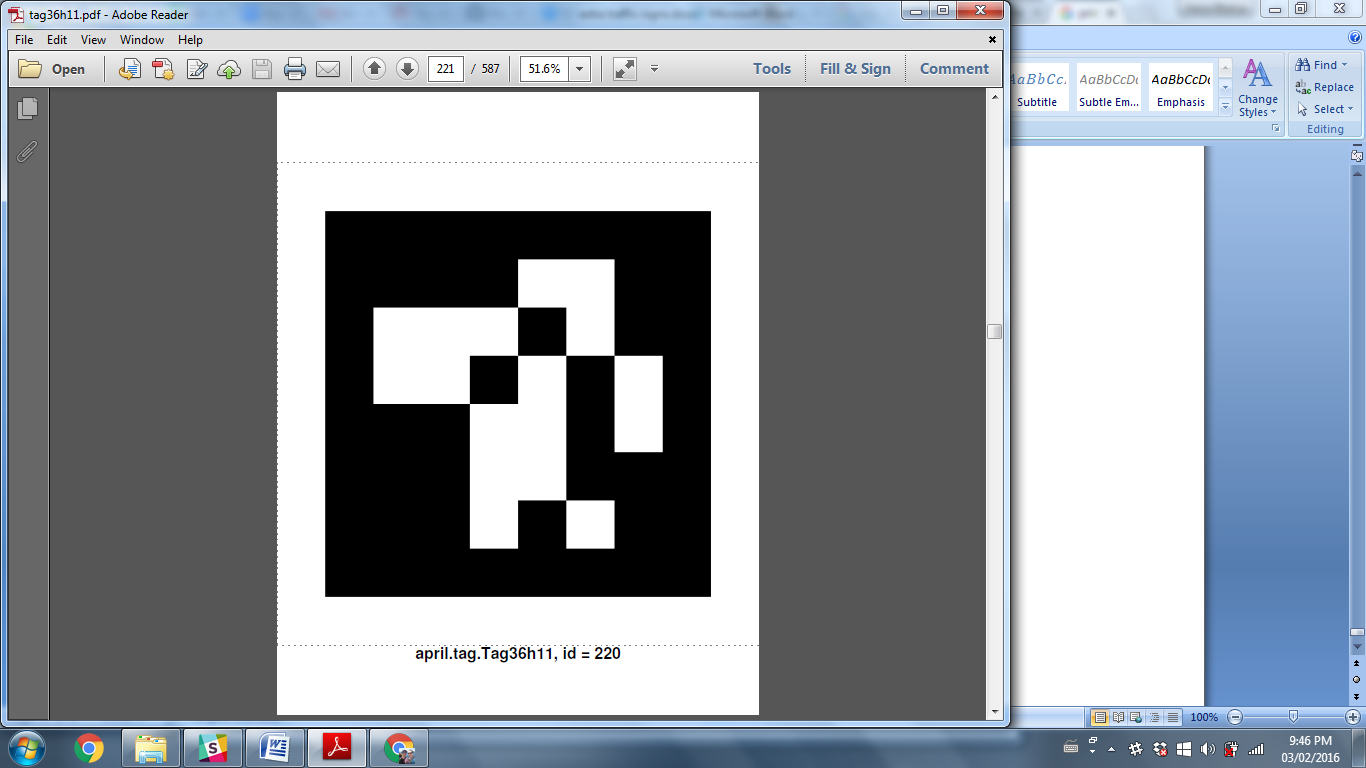 tag36h11.pdf - Adobe Reader
File Edit View Window Help
Open 221 / 587 51.6% Tools Fill & Sign Comment
AaBbCc. AaBbCcDc AaBbCcDc
Subtitle Subtle Em... Emphasis
Change
Styles
Find
Replace
Select
Editing
april.tag.Tag36h11, id = 220
100%
9:46 PM
03/02/2016